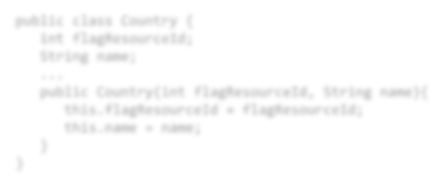 public class Country {
int flagResourceId;
String name;
...
public Country(int flagResourceId, String name){
this.flagResourceId = flagResourceId;
this.name = name;
}
}